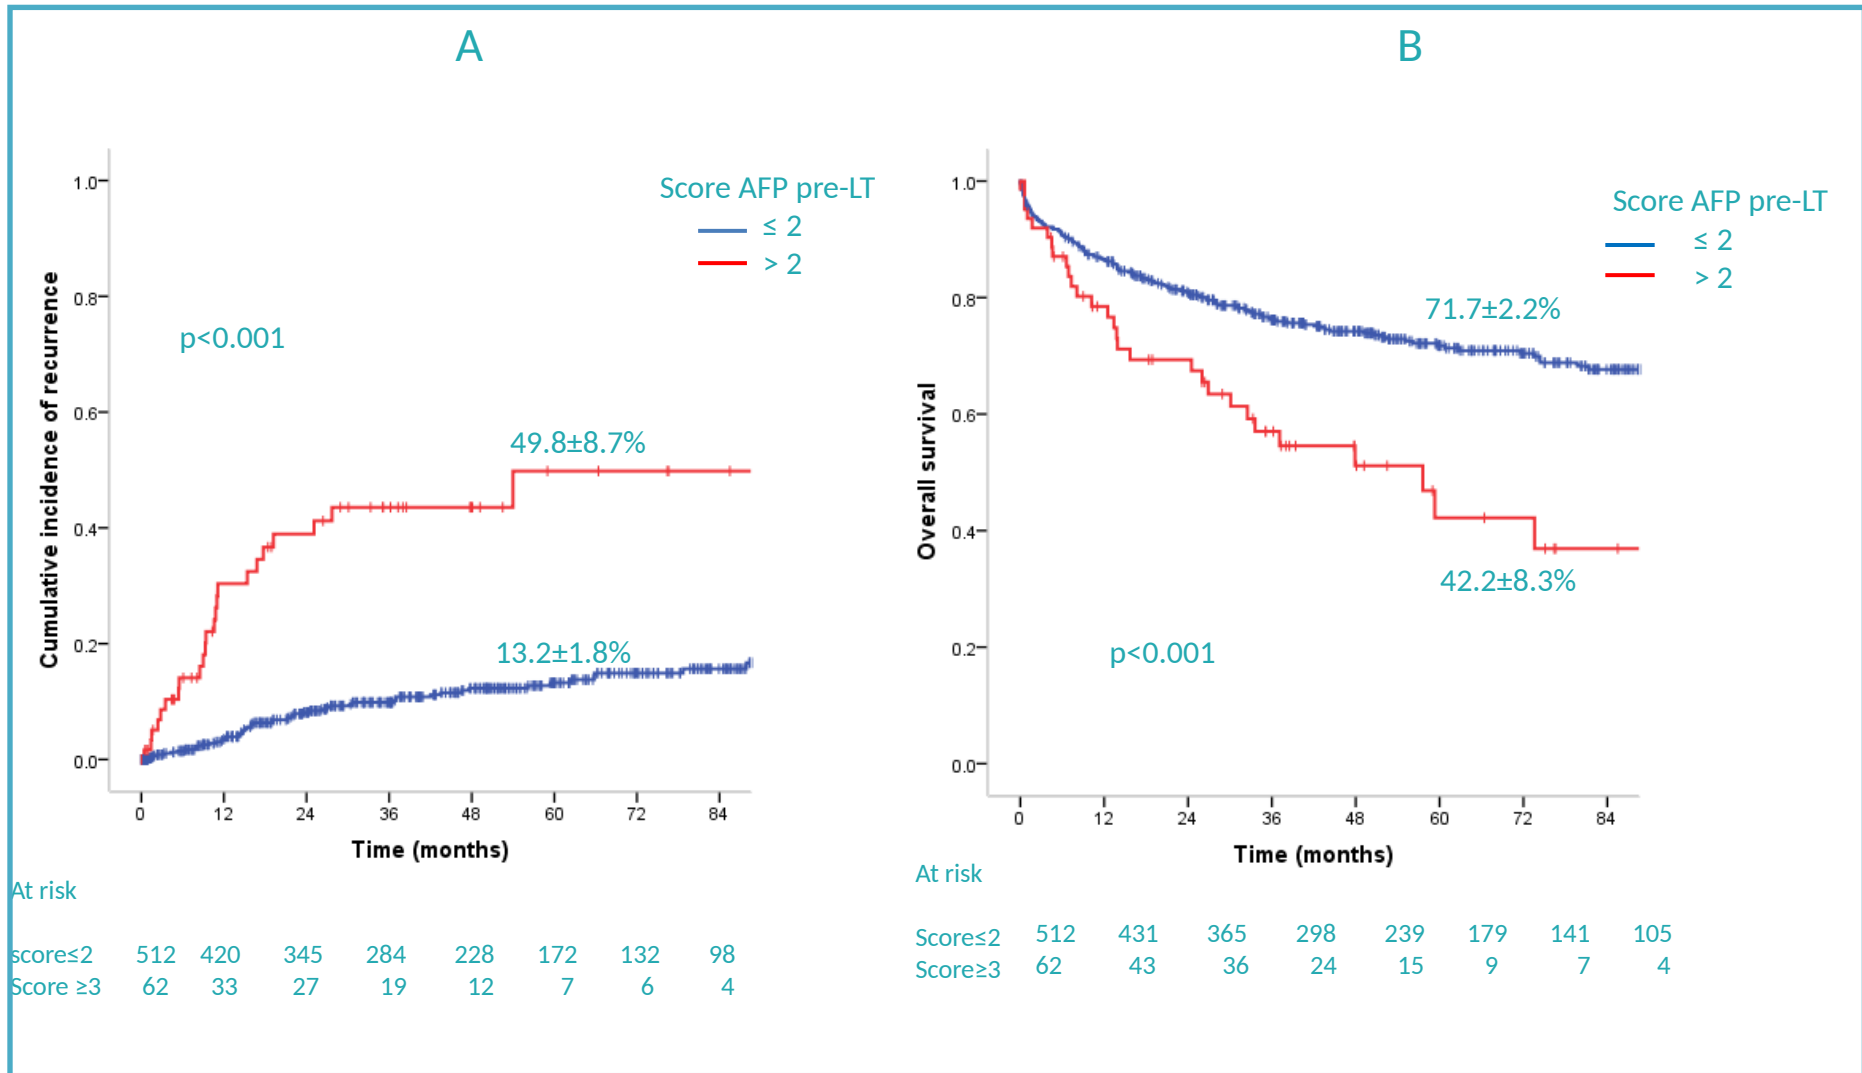 A
Score AFP pre-LT
≤ 2
> 2
p<0.001
49.8±8.7%
13.2±1.8%
Cumulative incidence of recurrence
1.0
0.8
0.6
0.4
0.2
0.0
0 12 24 36 48 60 72 84
Time (months)
At risk
score≤2 512 420 345 284 228 172 132 98
Score ≥3 62 33 27 19 12 7 6 4
B
Score AFP pre-LT
≤ 2
> 2
71.7±2.2%
42.2±8.3%
p<0.001
Overall survival
1.0
0.8
0.6
0.4
0.2
0.0
0 12 24 36 48 60 72 84
Time (months)
At risk
Score≤2 512 431 365 298 239 179 141 105
Score≥3 62 43 36 24 15 9 7 4